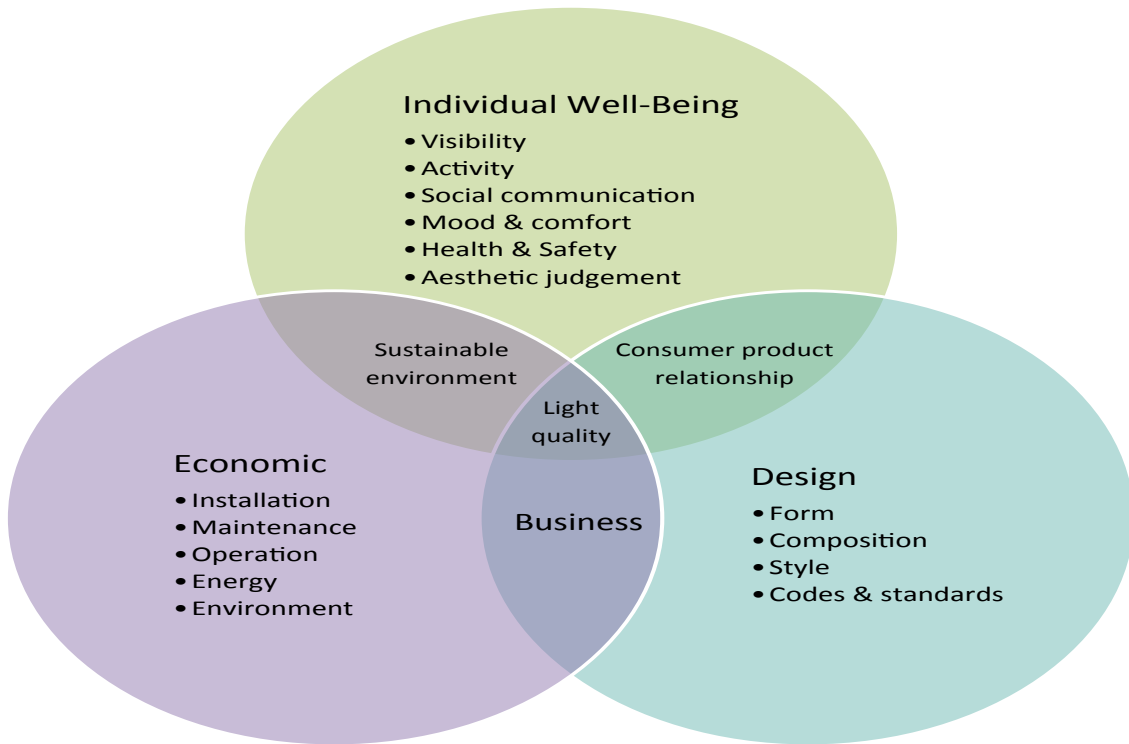 Individual Well-Being
• Visibility
• Activity
• Social communication
• Mood & comfort
• Health & Safety
• Aesthetic judgement
Sustainable
environment
Consumer product
relationship
Light
quality
Economic
• Installation
• Maintenance
• Operation
• Energy
• Environment
Business
Design
• Form
• Composition
• Style
• Codes & standards